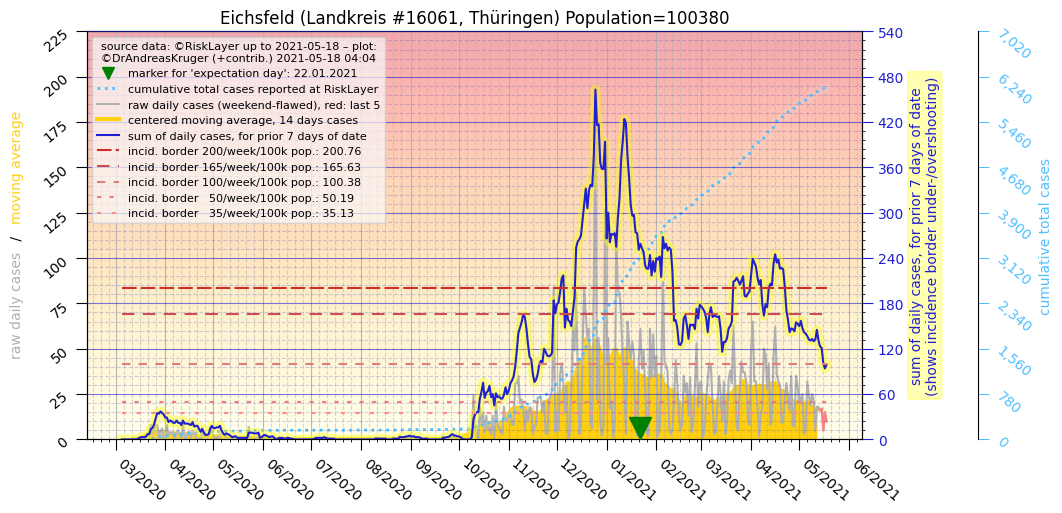 Eichsfeld (Landkreis #16061, Thüringen) Population=100380
source data: ©RiskLayer up to 2021-05-18 – plot:
©DrAndreasKruger (+contrib.) 2021-05-18 04:04
marker for 'expectation day': 22.01.2021
cumulative total cases reported at RiskLayer
raw daily cases (weekend-flawed), red: last 5
centered moving average, 14 days cases
sum of daily cases, for prior 7 days of date
incid. border 200/week/100k pop.: 200.76
incid. border 165/week/100k pop.: 165.63
incid. border 100/week/100k pop.: 100.38
incid. border   50/week/100k pop.: 50.19
incid. border   35/week/100k pop.: 35.13
raw daily cases / moving average
225
200
175
150
125
100
75
50
25
0
03/2020
04/2020
05/2020
06/2020
07/2020
08/2020
09/2020
10/2020
11/2020
12/2020
01/2021
02/2021
03/2021
04/2021
05/2021
06/2021
540
480
420
360
300
240
180
120
60
0
sum of daily cases, for prior 7 days of date
(shows incidence border under-/overshooting)
7,020
6,240
5,460
4,680
3,900
3,120
2,340
1,560
780
0
cumulative total cases